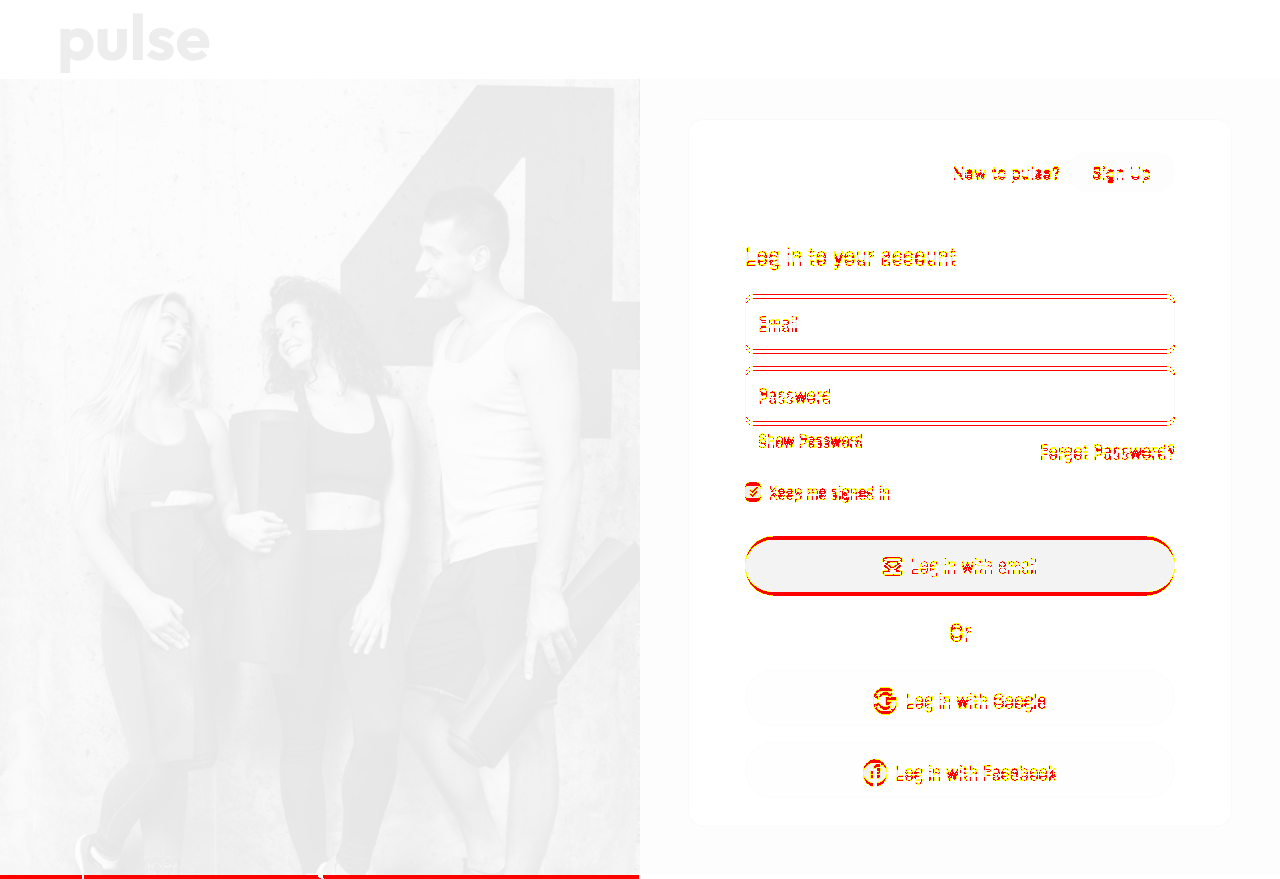 pulse
New to pulse? Sign Up
Log in to your account
Email
Password
Show Password
Forgot Password?
Keep me signed in
Log in with email
Or
Log in with Google
Log in with Facebook